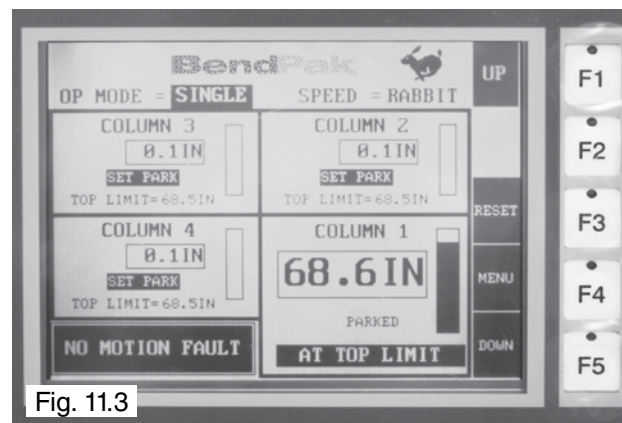 BendPak
OP MODE = SINGLE SPEED = RABBIT
UP
F1
COLUMN 3
0.1IN
SET PARK
TOP LIMIT=68.5IN
COLUMN 2
0.1IN
SET PARK
TOP LIMIT=68.5IN
F2
RESET
F3
COLUMN 4
0.1IN
SET PARK
TOP LIMIT=68.5IN
COLUMN 1
68.6IN
PARKED
AT TOP LIMIT
MENU
F4
NO MOTION FAULT
DOWN
F5
Fig. 11.3